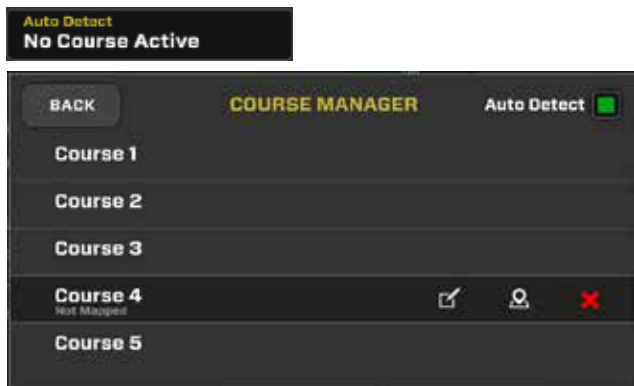 Auto Detect
No Course Active
BACK COURSE MANAGER Auto Detect
Course 1
Course 2
Course 3
Course 4
Not Mapped
Course 5